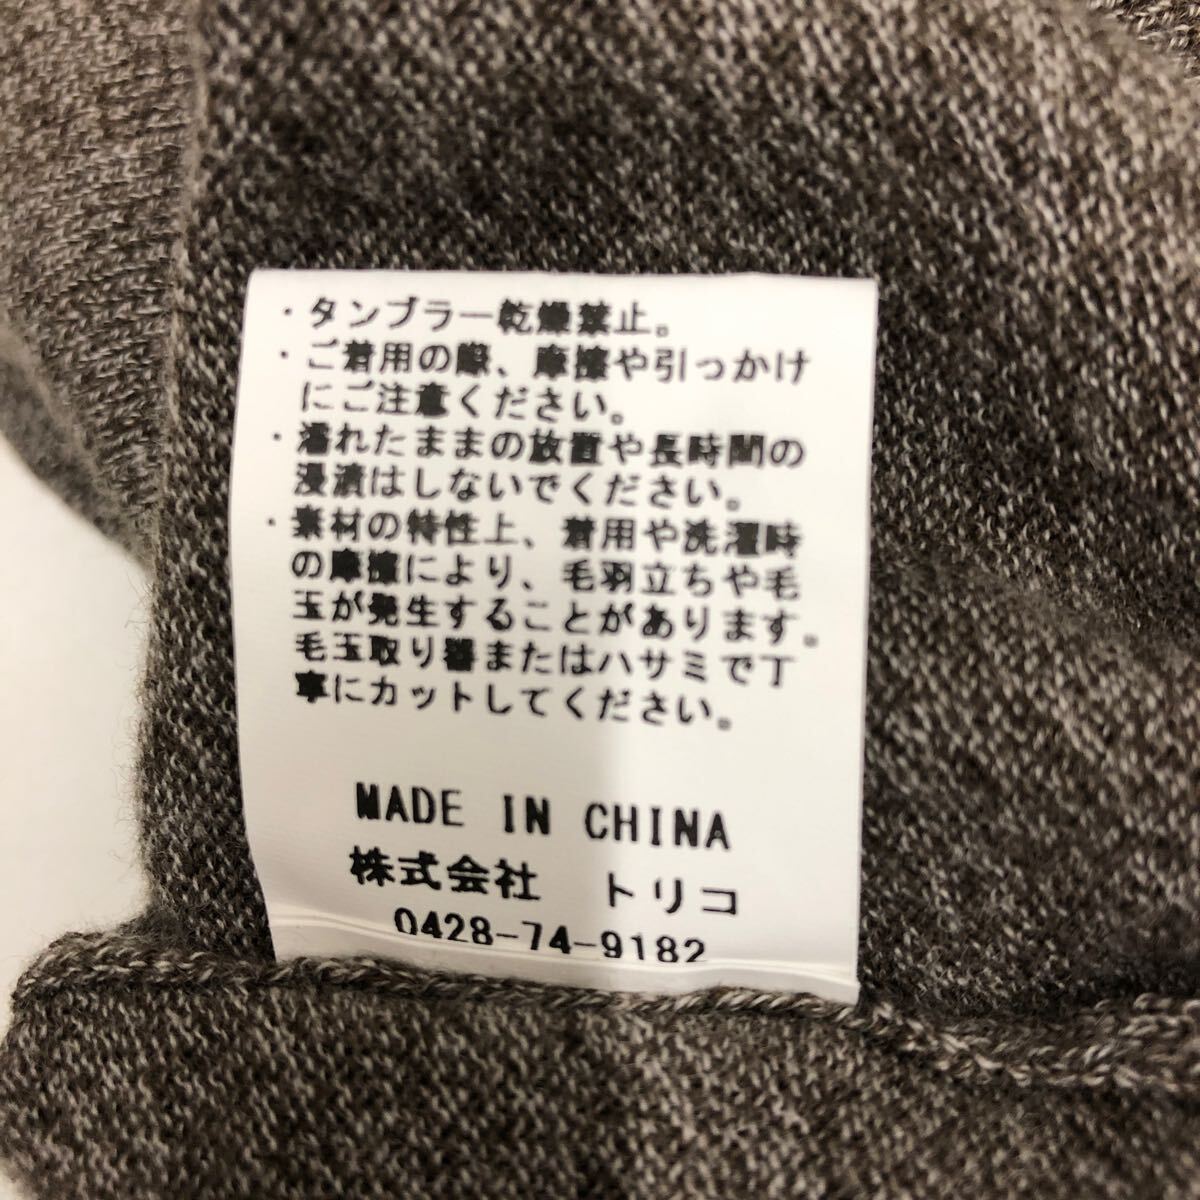 ・タンブラー乾燥禁止。
・ご着用の際、摩擦や引っかけ
にご注意ください。
・濡れたままの放置や長時間の
浸漬はしないでください。
・素材の特性上、着用や洗濯時
の摩擦により、毛羽立ちや毛
玉が発生することがあります。
毛玉取り器またはハサミで丁
寧にカットしてください。
MADE IN CHINA
株式会社 トリコ
0428-74-9182